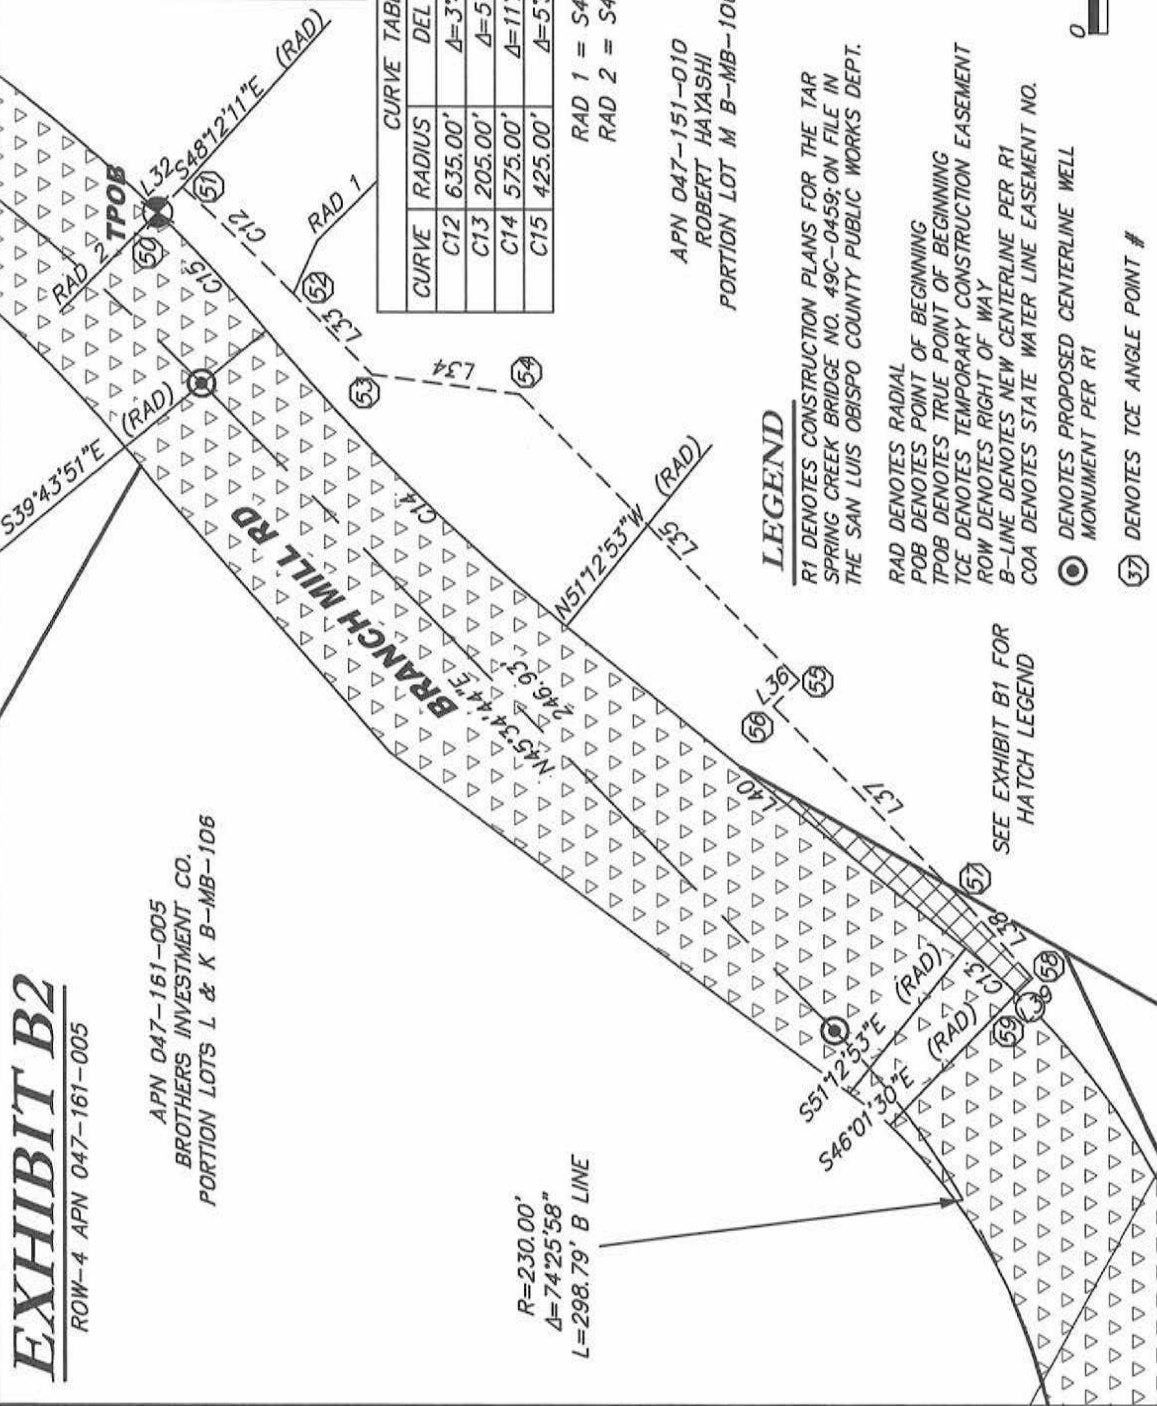 EXHIBIT B2
ROW-4 APN 047-161-005
APN 047-161-005
BROTHERS INVESTMENT CO.
PORTION LOTS L & K B-MB-106
R=230.00'
Δ=74°25'58"
L=298.79' B LINE
S39°43'51"E (RAD)
RAD 2
TPOB
50
L32
S48°12'11"E (RAD)
51
C12
RAD 1
52
C15
L33
53
L34
54
BRANCH MILL RD
C14
N45°34'44"E
246.93'
N51°12'53"W (RAD)
L35
L36
55
56
L40
L37
57
L38
58
L39
59
C13
S51°12'53"E (RAD)
S46°01'30"E (RAD)
CURVE TAB
CURVE RADIUS DEL
C12 635.00' Δ=3°
C13 205.00' Δ=5
C14 575.00' Δ=11°
C15 425.00' Δ=5°
RAD 1 = S4
RAD 2 = S4
APN 047-151-010
ROBERT HAYASHI
PORTION LOT M B-MB-10
LEGEND
R1 DENOTES CONSTRUCTION PLANS FOR THE TAR
SPRING CREEK BRIDGE NO. 49C-0459; ON FILE IN
THE SAN LUIS OBISPO COUNTY PUBLIC WORKS DEPT.
RAD DENOTES RADIAL
POB DENOTES POINT OF BEGINNING
TPOB DENOTES TRUE POINT OF BEGINNING
TCE DENOTES TEMPORARY CONSTRUCTION EASEMENT
ROW DENOTES RIGHT OF WAY
B-LINE DENOTES NEW CENTERLINE PER R1
COA DENOTES STATE WATER LINE EASEMENT NO.
DENOTES PROPOSED CENTERLINE WELL
MONUMENT PER R1
37 DENOTES TCE ANGLE POINT #
SEE EXHIBIT B1 FOR
HATCH LEGEND
0